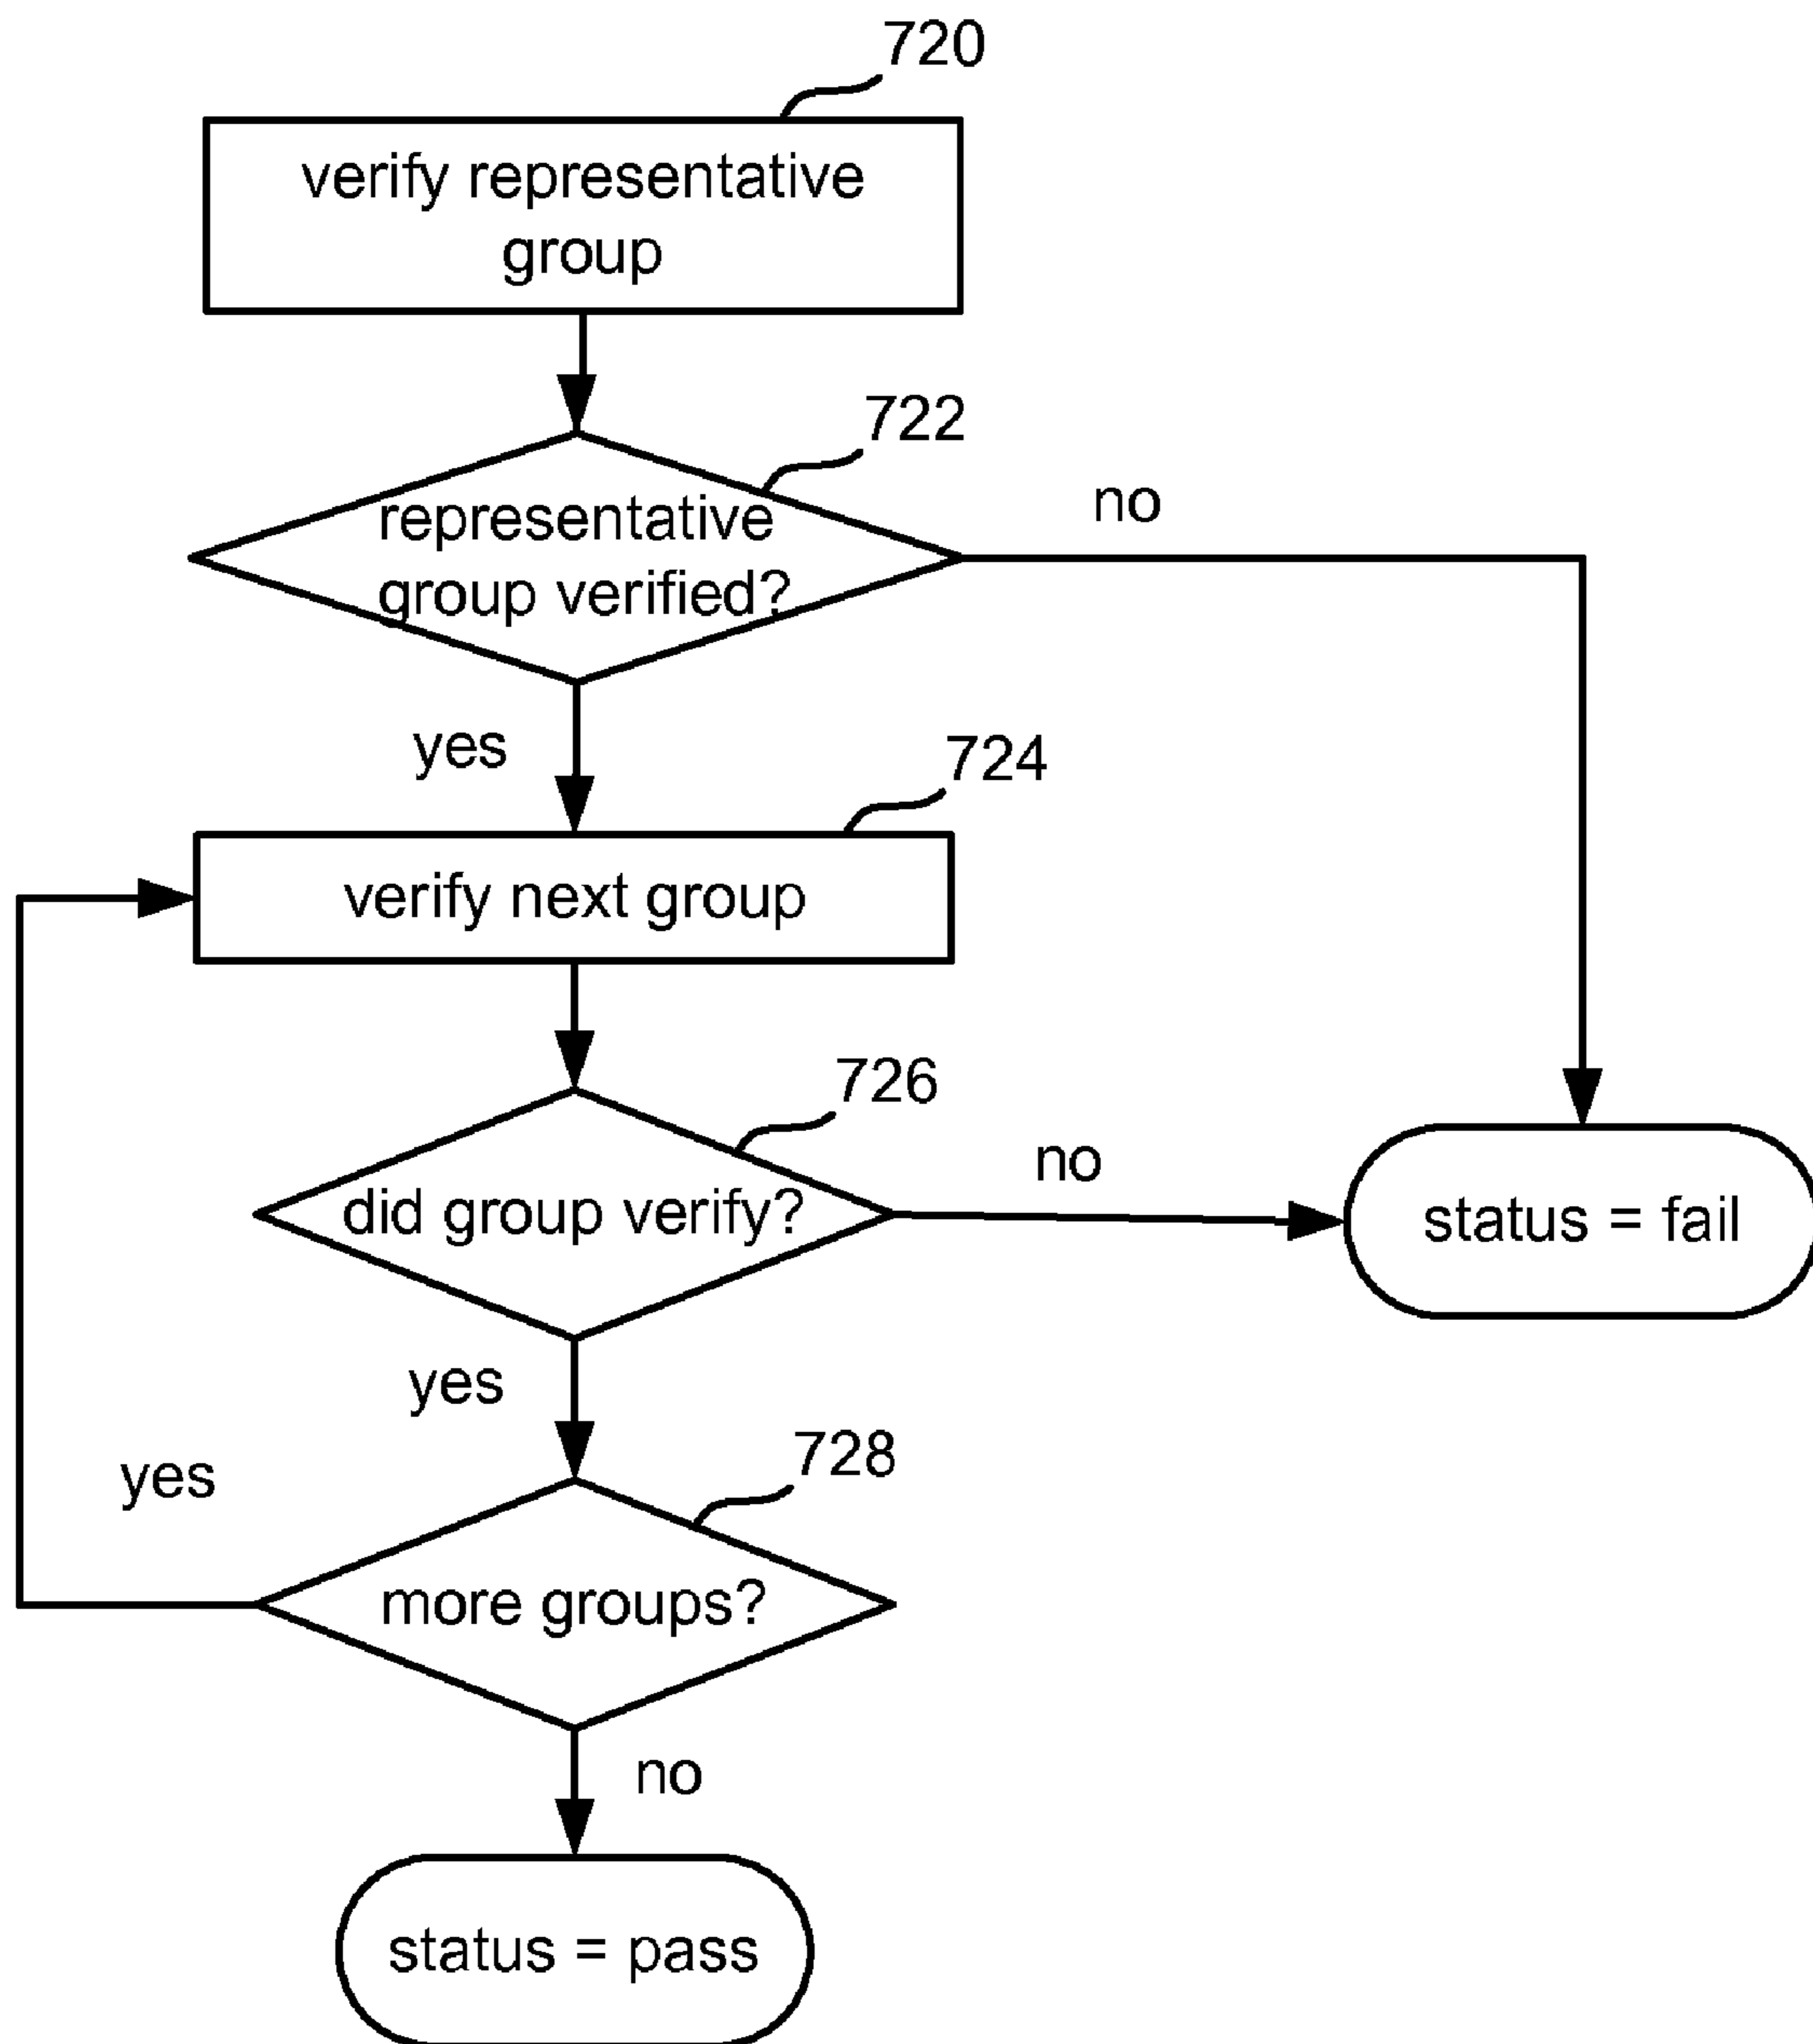 720
verify representative
group
722
representative
group verified?
no
yes
724
verify next group
726
did group verify?
no
status = fail
yes
728
yes
more groups?
no
status = pass